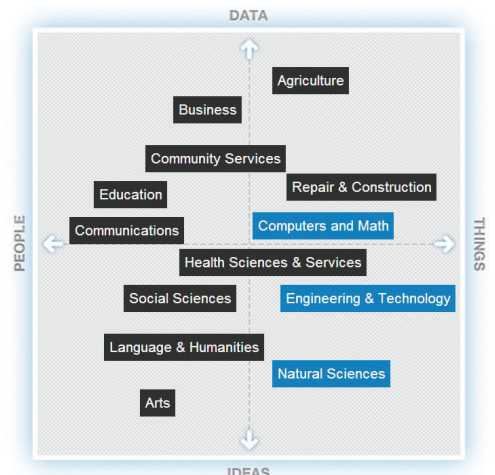 DATA
Agriculture
Business
Community Services
Repair & Construction
Education
Computers and Math
Communications
PEOPLE
THINGS
Health Sciences & Services
Social Sciences
Engineering & Technology
Language & Humanities
Natural Sciences
Arts
IDEAS